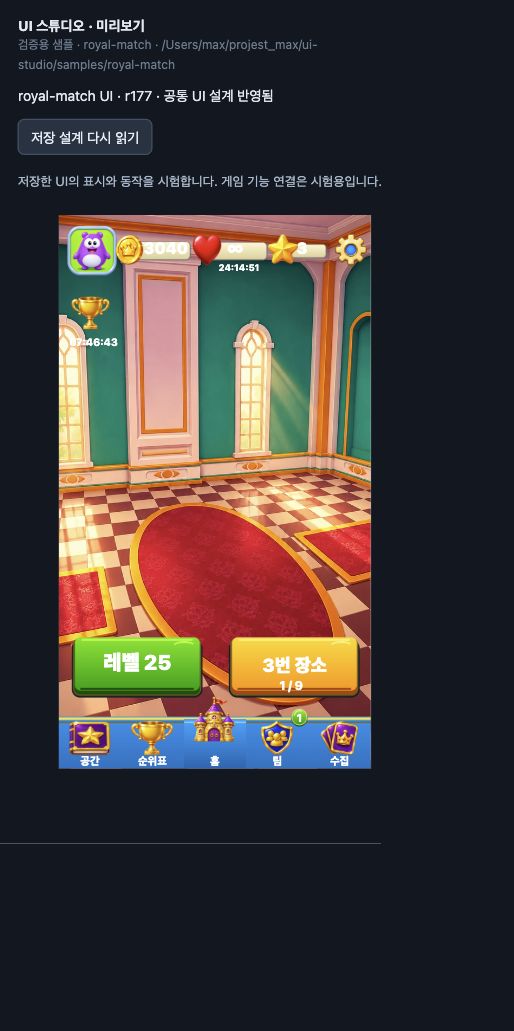 UI 스튜디오 · 미리보기
검증용 샘플 · royal-match · /Users/max/projest_max/ui-
studio/samples/royal-match
royal-match UI · r177 · 공통 UI 설계 반영됨
저장 설계 다시 읽기
저장한 UI의 표시와 동작을 시험합니다. 게임 기능 연결은 시험용입니다.
3040 ∞ 3
24:14:51
7:46:43
레벨 25
3번 장소
1 / 9
1
공간 순위표 홈 팀 수집